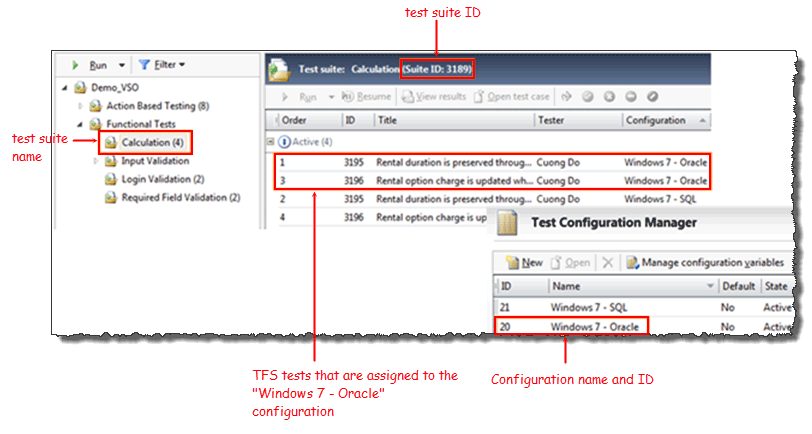 test suite ID
Run Filter
Demo_VSO
Action Based Testing (8)
Functional Tests
Calculation (4)
Input Validation
Login Validation (2)
Required Field Validation (2)
test suite
name
Test suite: Calculation (Suite ID: 3189)
Run Resume View results Open test case
Order ID Title Tester Configuration
Active (4)
1 3195 Rental duration is preserved throug... Cuong Do Windows 7 - Oracle
3 3196 Rental option charge is updated wh... Cuong Do Windows 7 - Oracle
2 3195 Rental duration is preserved throug... Cuong Do Windows 7 - SQL
4 3196 Rental option charge is up
Test Configuration Manager
New Open Manage configuration variables
ID Name Default State
21 Windows 7 - SQL No Active
20 Windows 7 - Oracle No Active
TFS tests that are assigned to the
"Windows 7 - Oracle"
configuration
Configuration name and ID